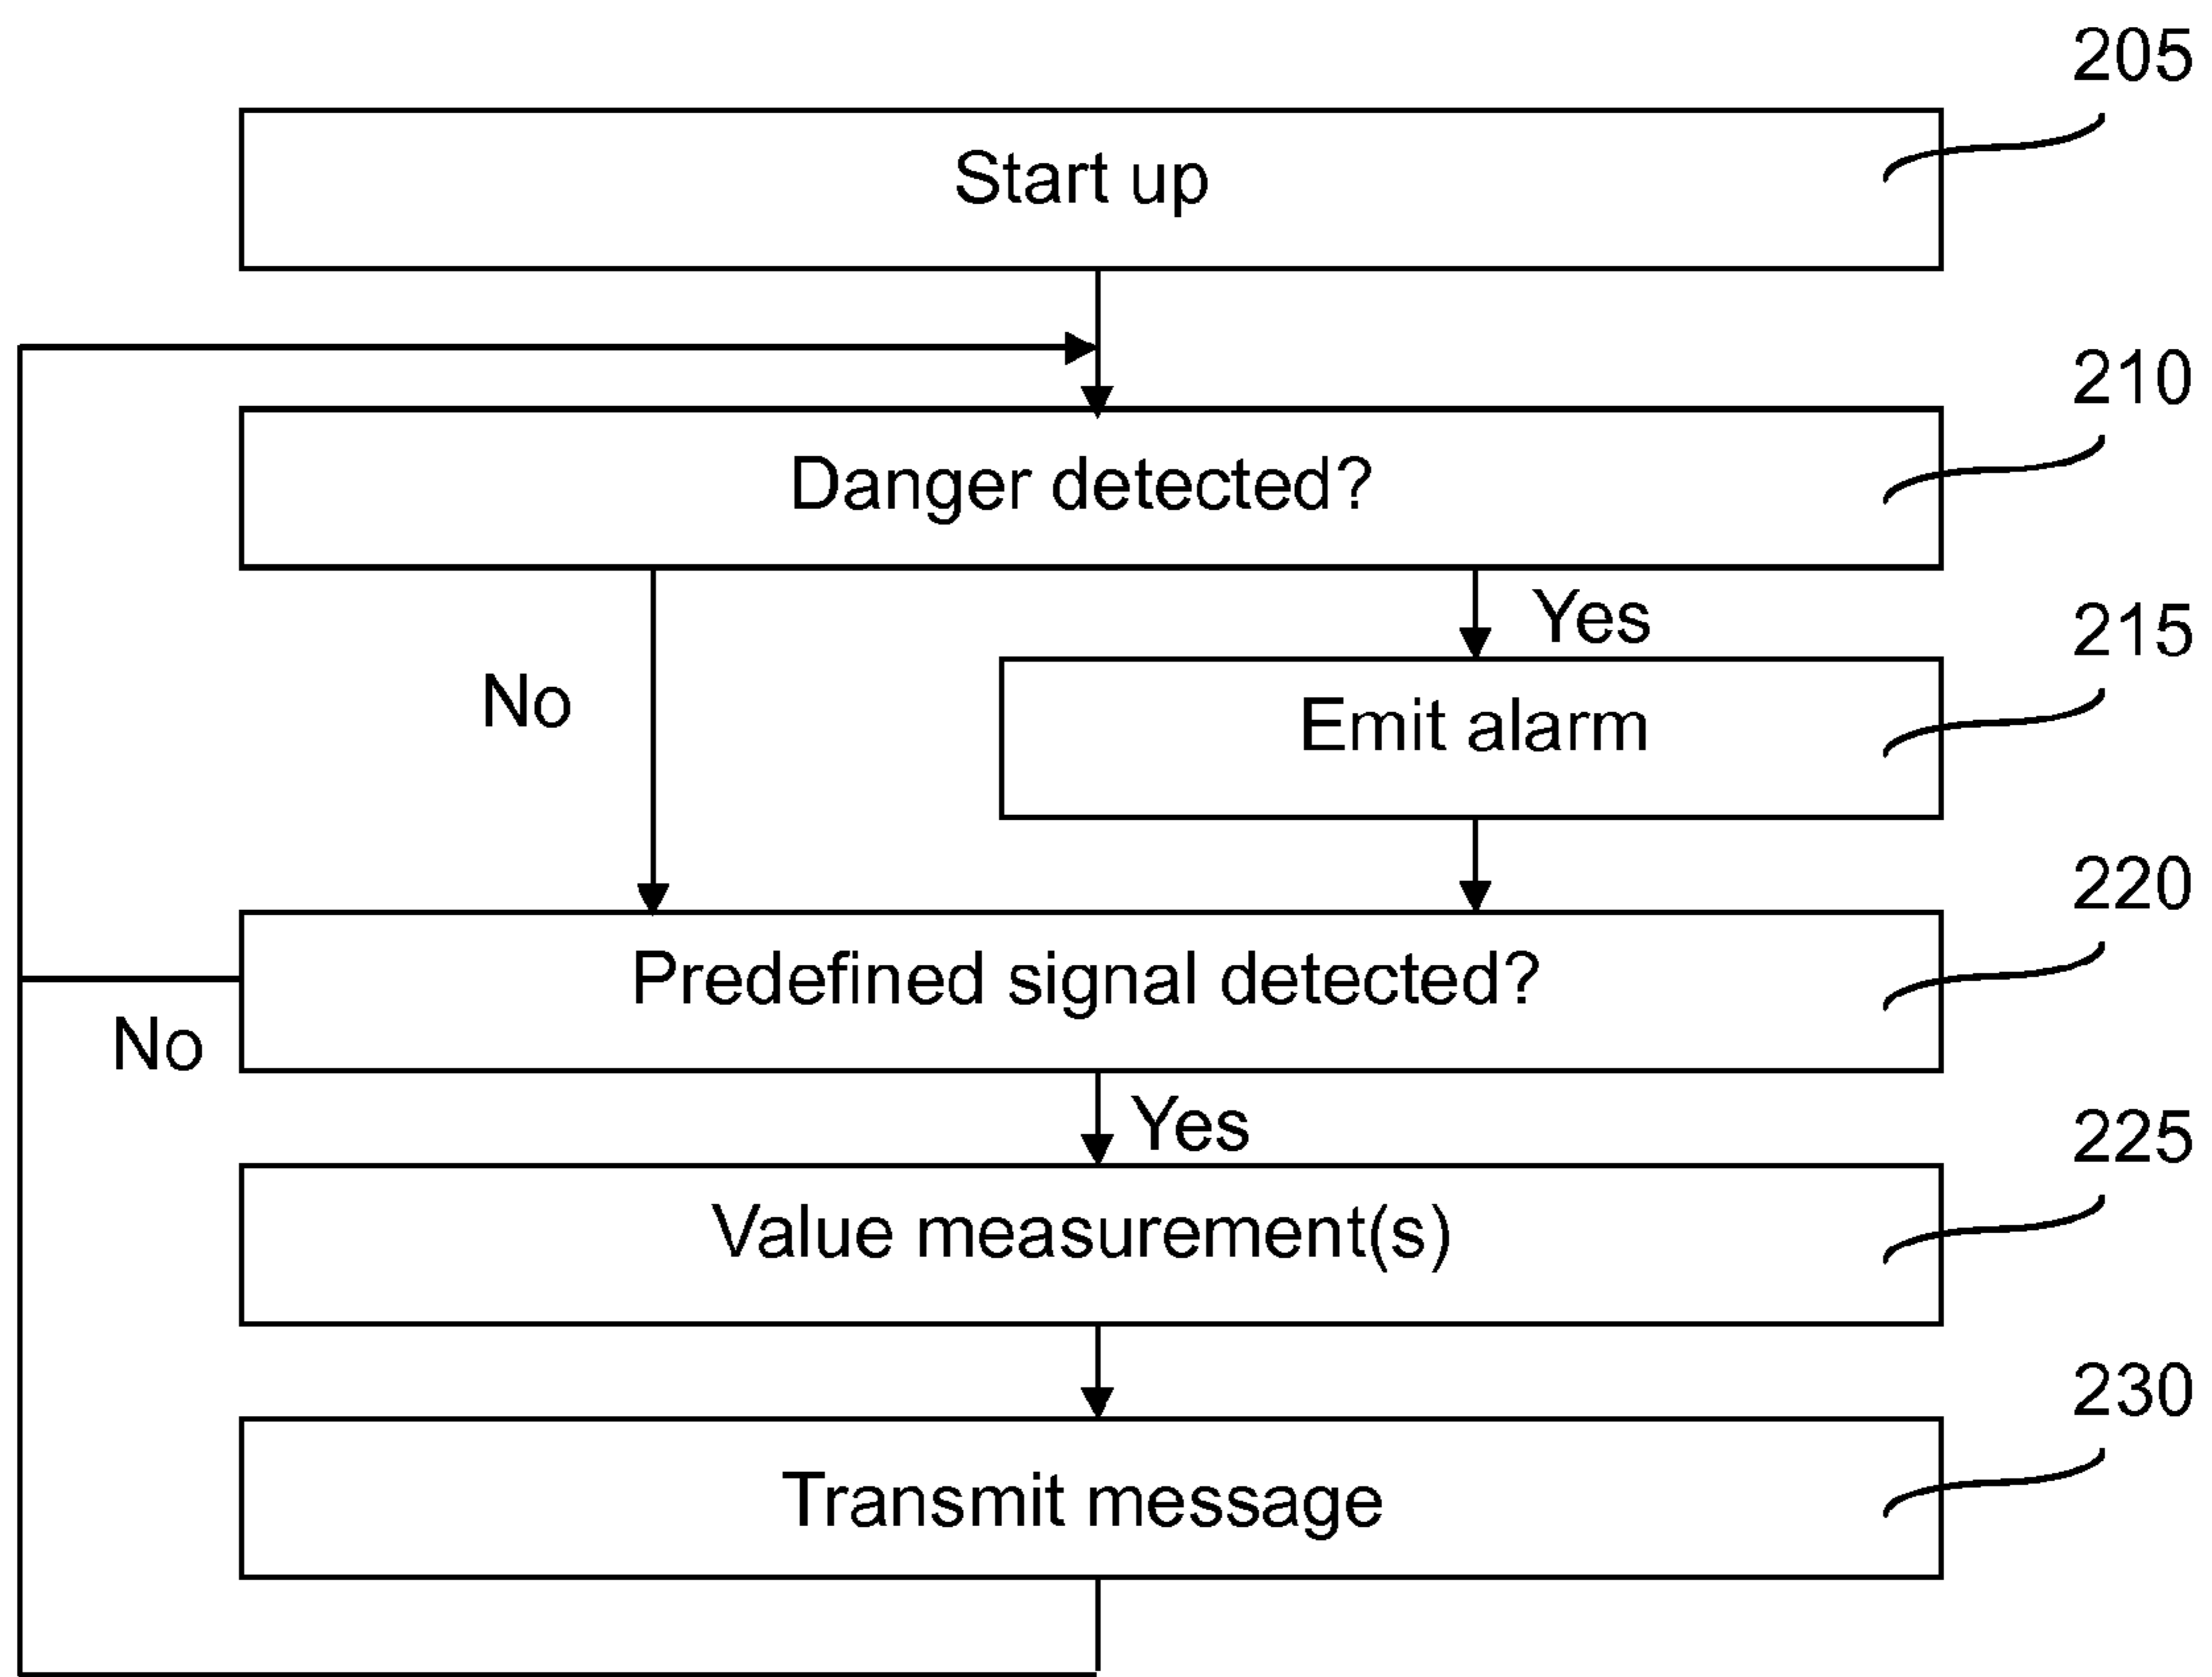 205
Start up
210
Danger detected?
Yes
215
No
Emit alarm
220
Predefined signal detected?
No
Yes
225
Value measurement(s)
230
Transmit message